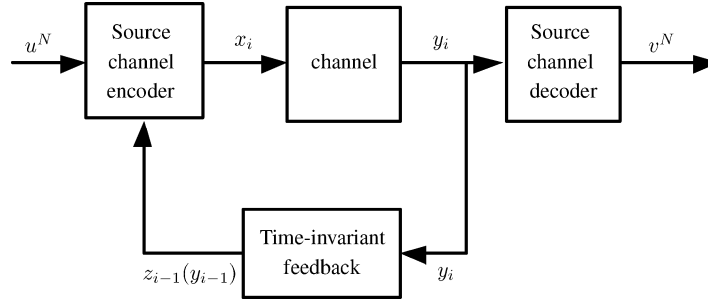 u^N
Source
channel
encoder
x_i
channel
y_i
Source
channel
decoder
v^N
Time-invariant
feedback
z_{i-1}(y_{i-1})
y_i